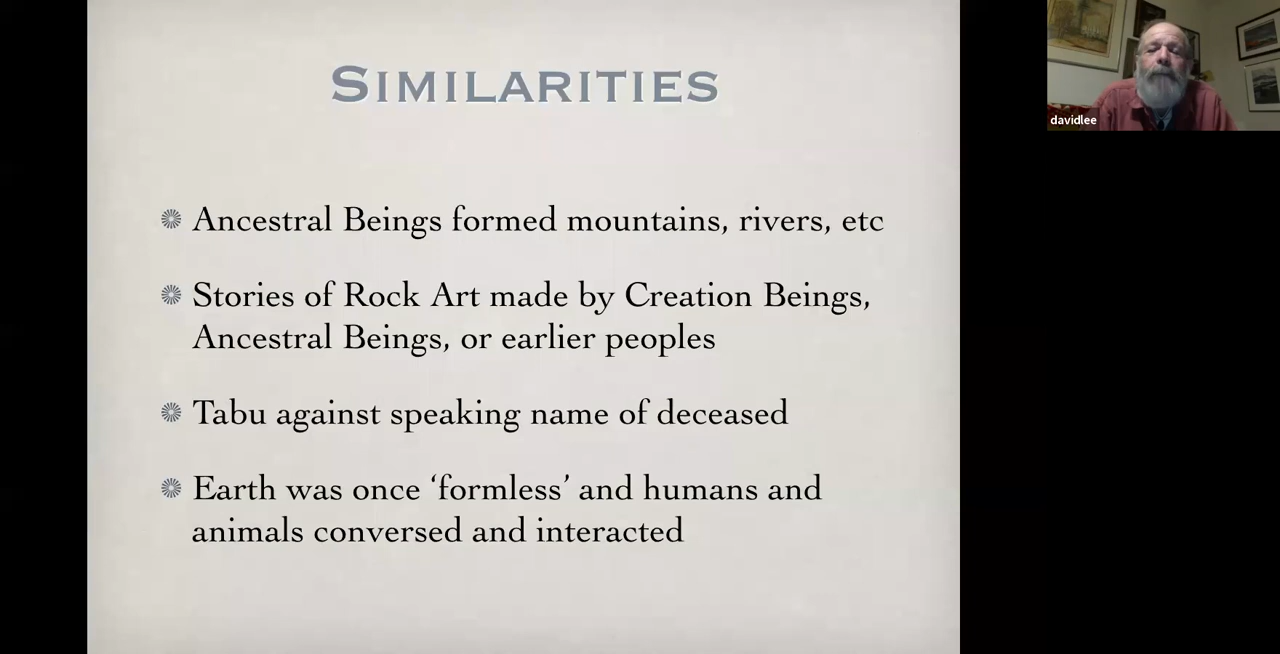 SIMILARITIES
Ancestral Beings formed mountains, rivers, etc
Stories of Rock Art made by Creation Beings,
Ancestral Beings, or earlier peoples
Tabu against speaking name of deceased
Earth was once ‘formless’ and humans and
animals conversed and interacted
davidlee